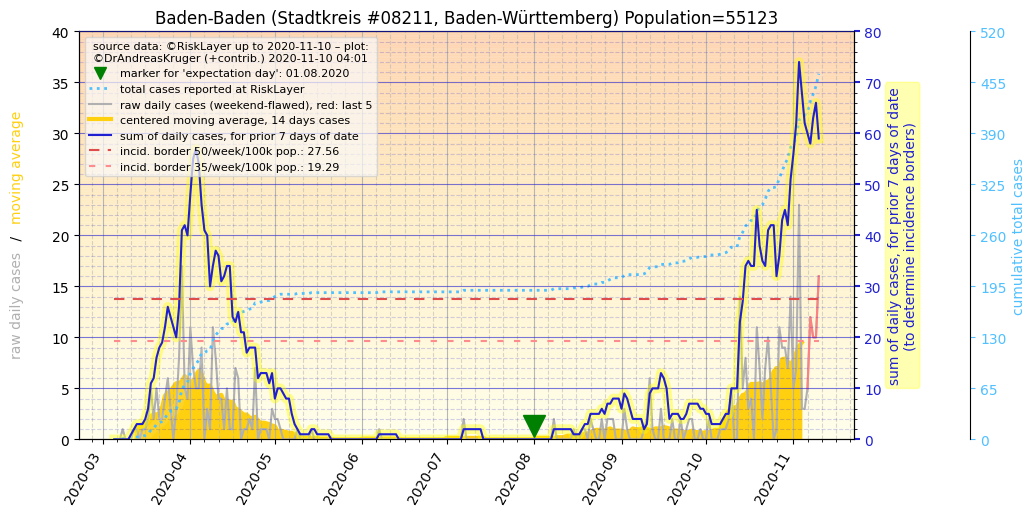 Baden-Baden (Stadtkreis #08211, Baden-Württemberg) Population=55123
source data: ©RiskLayer up to 2020-11-10 – plot:
©DrAndreasKruger (+contrib.) 2020-11-10 04:01
marker for 'expectation day': 01.08.2020
total cases reported at RiskLayer
raw daily cases (weekend-flawed), red: last 5
centered moving average, 14 days cases
sum of daily cases, for prior 7 days of date
incid. border 50/week/100k pop.: 27.56
incid. border 35/week/100k pop.: 19.29
raw daily cases / moving average
40
35
30
25
20
15
10
5
0
2020-03
2020-04
2020-05
2020-06
2020-07
2020-08
2020-09
2020-10
2020-11
80
70
60
50
40
30
20
10
0
sum of daily cases, for prior 7 days of date
(to determine incidence borders)
520
455
390
325
260
195
130
65
0
cumulative total cases